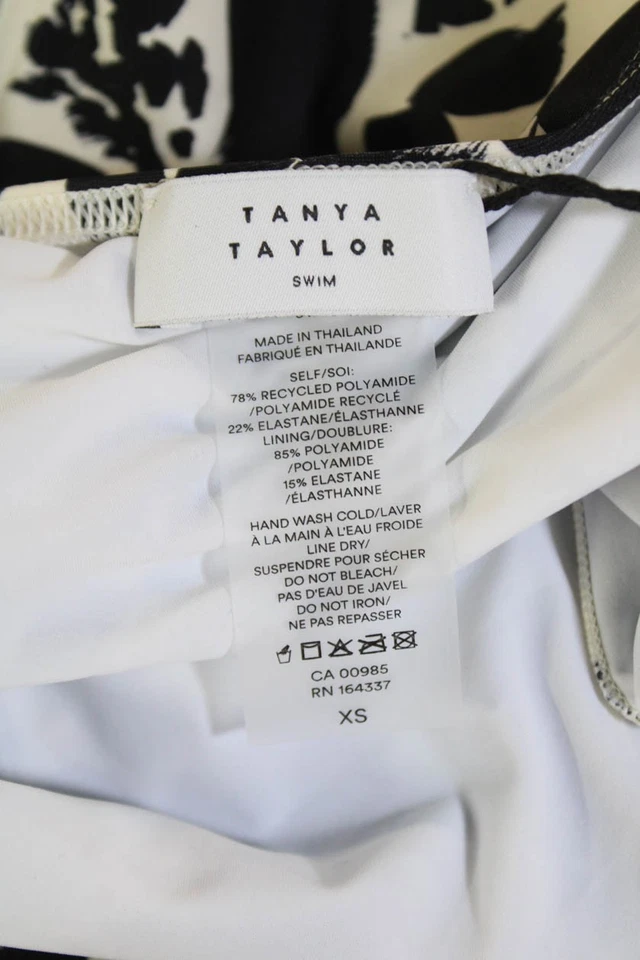 TANYA
TAYLOR
SWIM
MADE IN THAILAND
FABRIQUÉ EN THAILANDE
SELF/SOI:
78% RECYCLED POLYAMIDE
/POLYAMIDE RECYCLÉ
22% ELASTANE/ÉLASTHANNE
LINING/DOUBLURE:
85% POLYAMIDE
/POLYAMIDE
15% ELASTANE
/ÉLASTHANNE
HAND WASH COLD/LAVER
À LA MAIN À L'EAU FROIDE
LINE DRY/
SUSPENDRE POUR SÉCHER
DO NOT BLEACH/
PAS D'EAU DE JAVEL
DO NOT IRON/
NE PAS REPASSER
CA 00985
RN 164337
XS